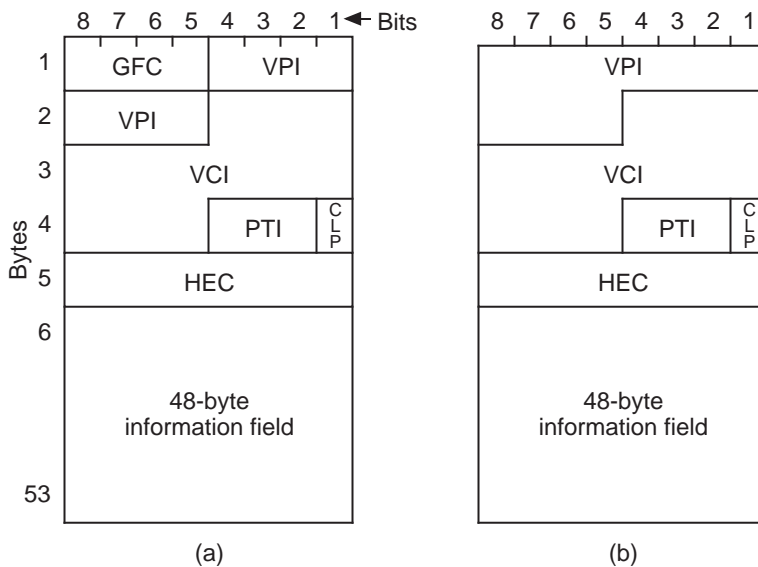 8 7 6 5 4 3 2 1 Bits
8 7 6 5 4 3 2 1
1 GFC VPI
VPI
2 VPI
3 VCI
VCI
4 PTI CLP
PTI CLP
Bytes
5 HEC
HEC
6
48-byte
information field
48-byte
information field
53
(a)
(b)